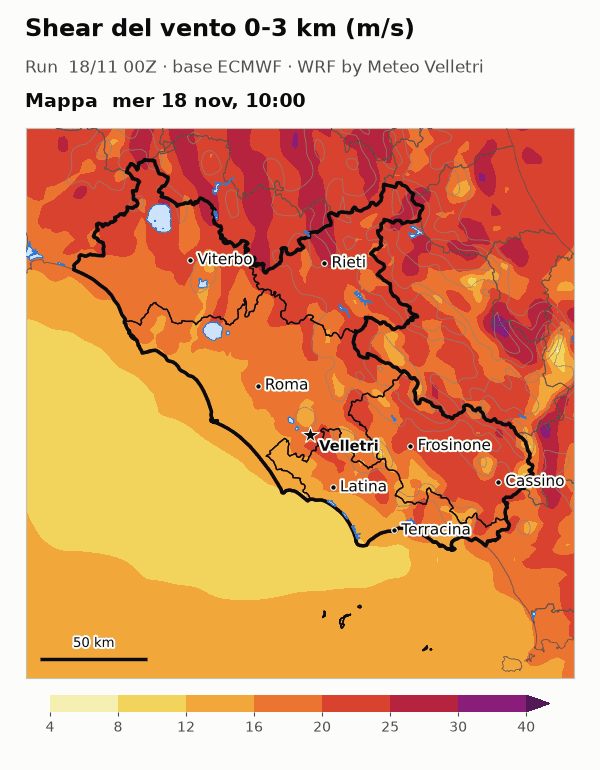 Shear del vento 0-3 km (m/s)
Run  18/11 00Z · base ECMWF · WRF by Meteo Velletri
Mappa  mer 18 nov, 10:00
Viterbo
Rieti
Roma
Velletri
Frosinone
Cassino
Latina
Terracina
50 km
4 8 12 16 20 25 30 40